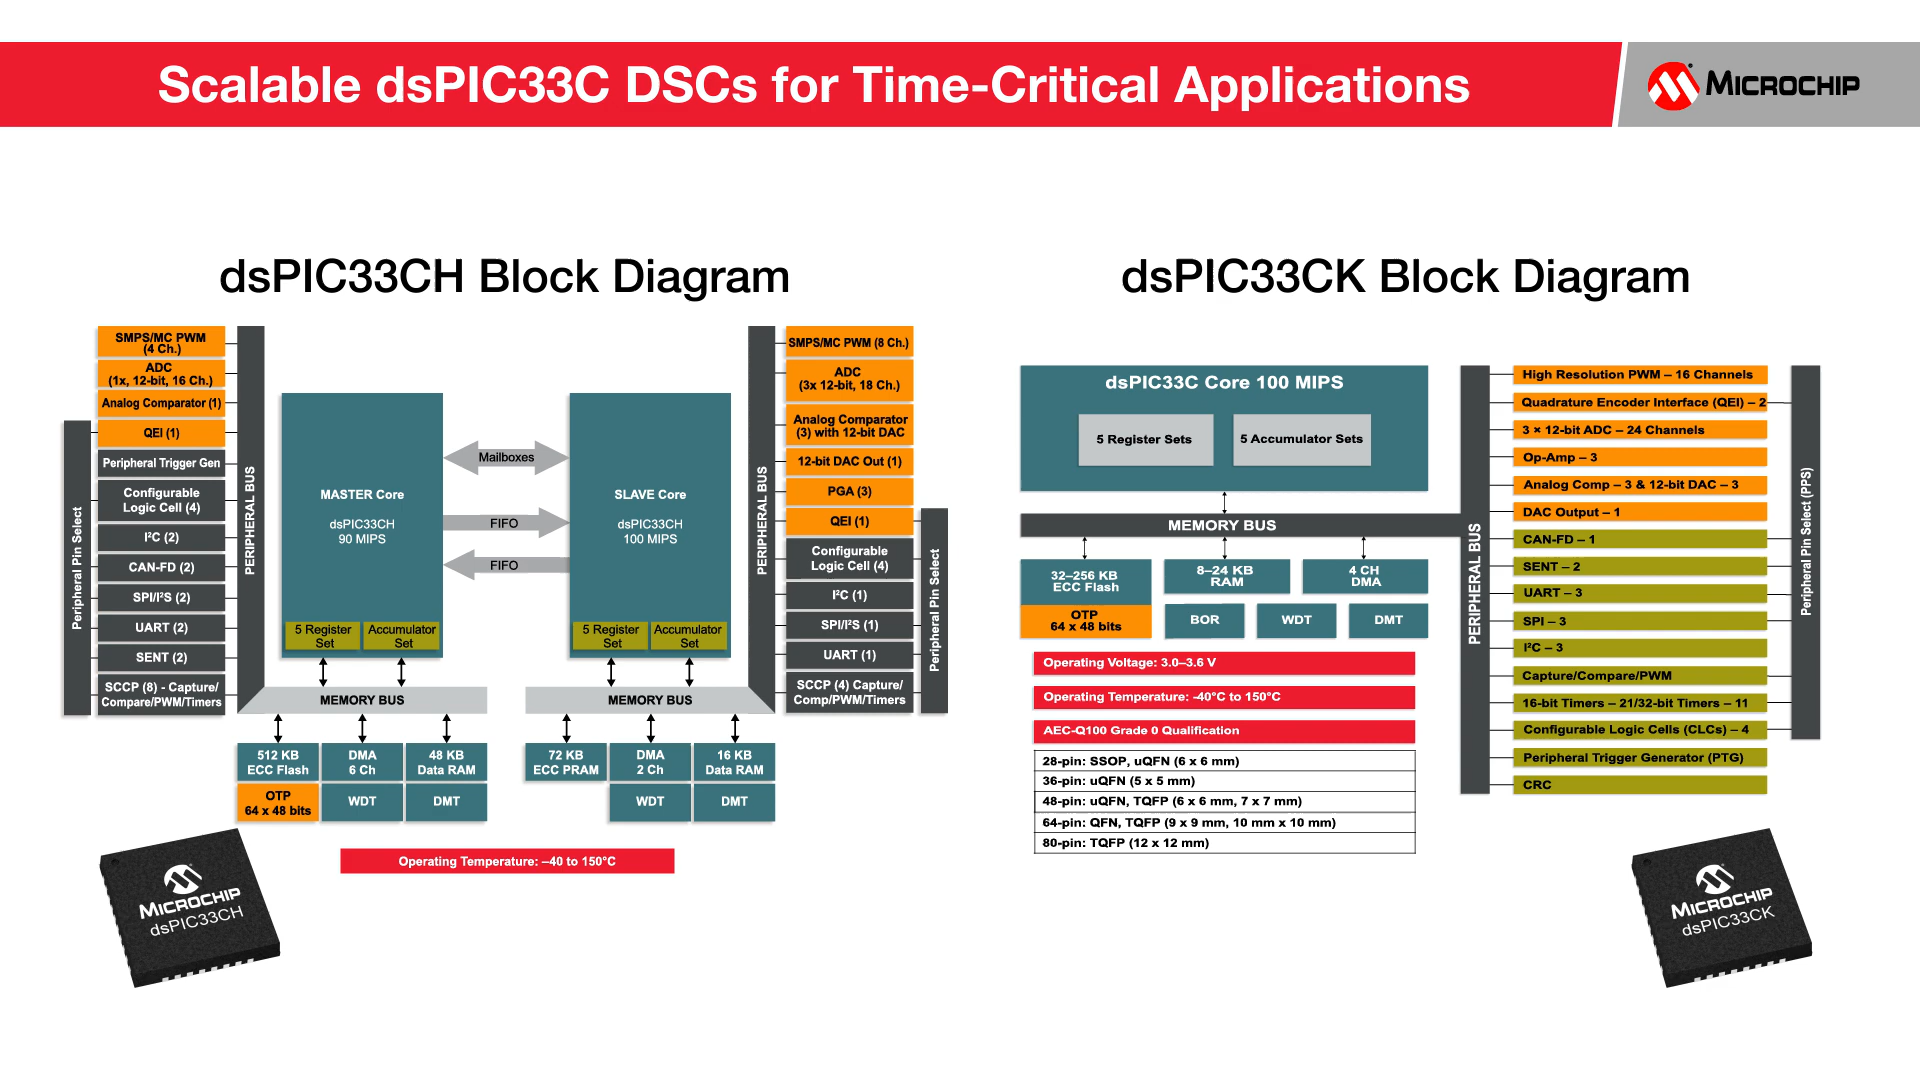 Scalable dsPIC33C DSCs for Time-Critical Applications
MICROCHIP
dsPIC33CH Block Diagram
SMPS/MC PWM
(4 Ch.)
ADC
(1x, 12-bit, 16 Ch.)
Analog Comparator (1)
QEI (1)
Peripheral Trigger Gen
Configurable
Logic Cell (4)
I²C (2)
CAN-FD (2)
SPI/I²S (2)
UART (2)
SENT (2)
SCCP (8) - Capture/
Compare/PWM/Timers
Peripheral Pin Select
PERIPHERAL BUS
MASTER Core
dsPIC33CH
90 MIPS
5 Register
Set
Accumulator
Set
Mailboxes
FIFO
FIFO
SLAVE Core
dsPIC33CH
100 MIPS
5 Register
Set
Accumulator
Set
MEMORY BUS
MEMORY BUS
512 KB
ECC Flash
DMA
6 Ch
48 KB
Data RAM
OTP
64 x 48 bits
WDT
DMT
72 KB
ECC PRAM
DMA
2 Ch
16 KB
Data RAM
WDT
DMT
PERIPHERAL BUS
SMPS/MC PWM (8 Ch.)
ADC
(3x 12-bit, 18 Ch.)
Analog Comparator
(3) with 12-bit DAC
12-bit DAC Out (1)
PGA (3)
QEI (1)
Configurable
Logic Cell (4)
I²C (1)
SPI/I²S (1)
UART (1)
SCCP (4) Capture/
Comp/PWM/Timers
Peripheral Pin Select
Operating Temperature: –40 to 150°C
MICROCHIP
dsPIC33CH
dsPIC33CK Block Diagram
dsPIC33C Core 100 MIPS
5 Register Sets
5 Accumulator Sets
MEMORY BUS
32–256 KB
ECC Flash
OTP
64 x 48 bits
8–24 KB
RAM
4 CH
DMA
BOR
WDT
DMT
Operating Voltage: 3.0–3.6 V
Operating Temperature: -40°C to 150°C
AEC-Q100 Grade 0 Qualification
28-pin: SSOP, uQFN (6 x 6 mm)
36-pin: uQFN (5 x 5 mm)
48-pin: uQFN, TQFP (6 x 6 mm, 7 x 7 mm)
64-pin: QFN, TQFP (9 x 9 mm, 10 mm x 10 mm)
80-pin: TQFP (12 x 12 mm)
PERIPHERAL BUS
High Resolution PWM – 16 Channels
Quadrature Encoder Interface (QEI) – 2
3 × 12-bit ADC – 24 Channels
Op-Amp – 3
Analog Comp – 3 & 12-bit DAC – 3
DAC Output – 1
CAN-FD – 1
SENT – 2
UART – 3
SPI – 3
I²C – 3
Capture/Compare/PWM
16-bit Timers – 21/32-bit Timers – 11
Configurable Logic Cells (CLCs) – 4
Peripheral Trigger Generator (PTG)
CRC
Peripheral Pin Select (PPS)
MICROCHIP
dsPIC33CK